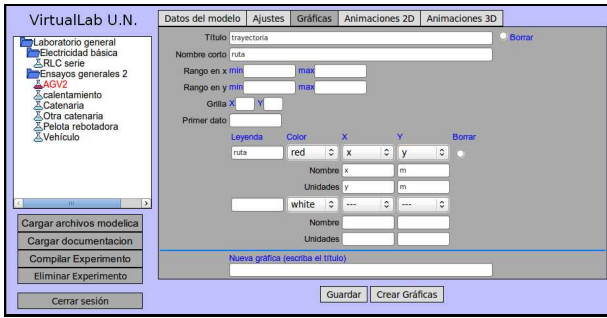 VirtualLab U.N.
Laboratorio general
Electricidad básica
RLC serie
Ensayos generales 2
AGV2
calentamiento
Catenaria
Otra catenaria
Pelota rebotadora
Vehículo
Cargar archivos modelica
Cargar documentacion
Compilar Experimento
Eliminar Experimento
Cerrar sesión
Datos del modelo Ajustes Gráficas Animaciones 2D Animaciones 3D
Título trayectoria Borrar
Nombre corto ruta
Rango en x min max
Rango en y min max
Grilla X Y
Primer dato
Leyenda Color X Y Borrar
ruta red x y
Nombre x m
Unidades y m
white --- ---
Nombre
Unidades
Nueva gráfica (escriba el título)
Guardar Crear Gráficas